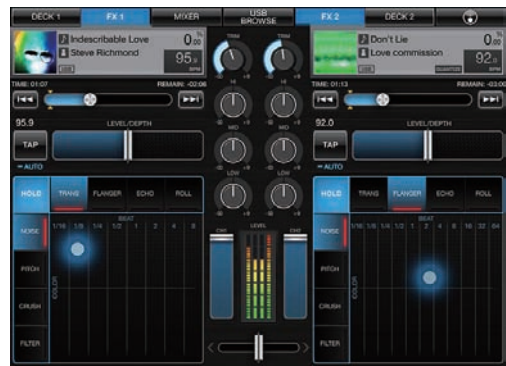 DECK 1 FX 1 MIXER USB BROWSE FX 2 DECK 2
Indescribable Love 0.00 %
Steve Richmond 95.9 BPM
USB
Don't Lie 0.00 %
Love commission 92.0 BPM
USB QUANTIZE
TIME: 01:07 REMAIN: -02:06
TRIM TRIM
TIME: 01:13 REMAIN: -03:00
HI
95.9 LEVEL/DEPTH
TAP
AUTO
MID
92.0 LEVEL/DEPTH
TAP
AUTO
LOW
HOLD TRANS FLANGER ECHO ROLL
BEAT
1/16 1/8 1/4 1/2 1 2 4 8
NOISE
PITCH
CRUSH
FILTER
COLOR
CH1 LEVEL CH2
HOLD TRANS FLANGER ECHO ROLL
BEAT
1/16 1/8 1/4 1/2 1 2 4 8 16 32 64
NOISE
PITCH
CRUSH
FILTER
COLOR